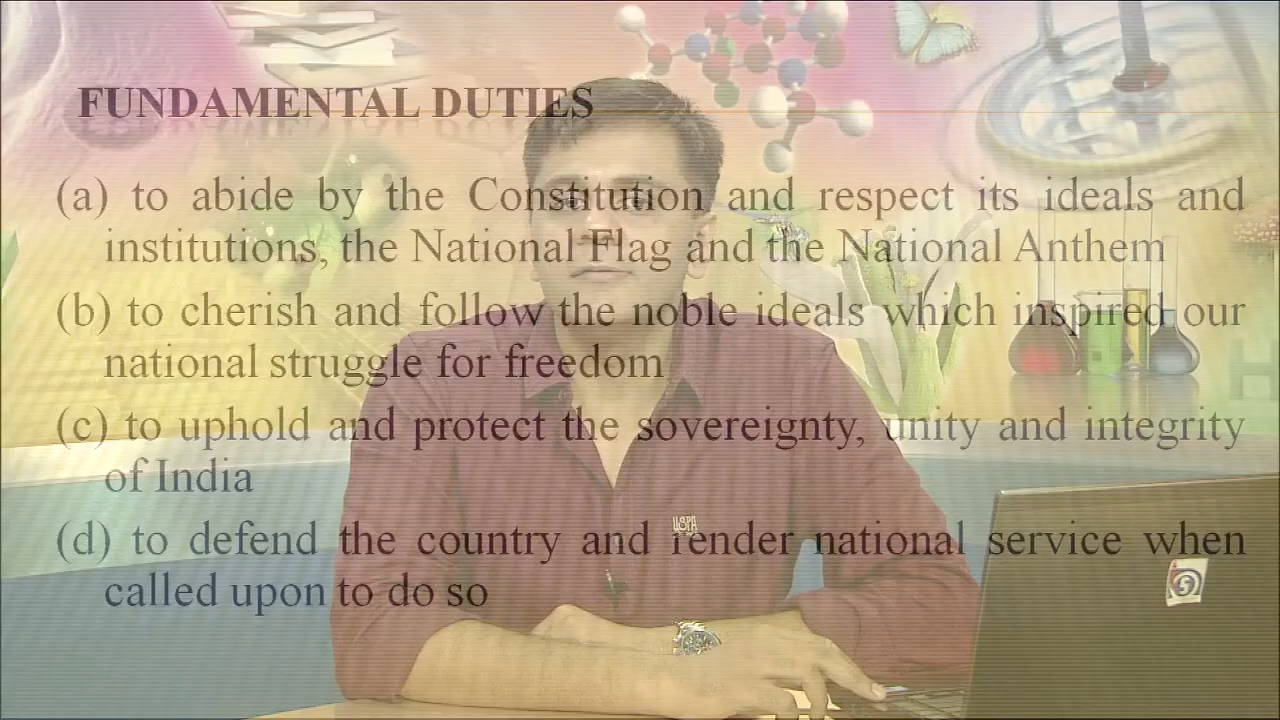 FUNDAMENTAL DUTIES
(a) to abide by the Constitution and respect its ideals and
institutions, the National Flag and the National Anthem
(b) to cherish and follow the noble ideals which inspired our
national struggle for freedom
(c) to uphold and protect the sovereignty, unity and integrity
of India
(d) to defend the country and render national service when
called upon to do so
USPA